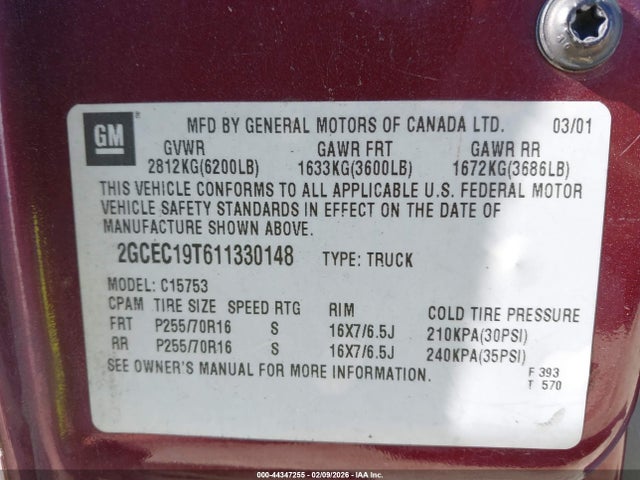 GM
MFD BY GENERAL MOTORS OF CANADA LTD. 03/01
GVWR GAWR FRT GAWR RR
2812KG(6200LB) 1633KG(3600LB) 1672KG(3686LB)
THIS VEHICLE CONFORMS TO ALL APPLICABLE U.S. FEDERAL MOTOR
VEHICLE SAFETY STANDARDS IN EFFECT ON THE DATE OF
MANUFACTURE SHOWN ABOVE.
2GCEC19T611330148 TYPE: TRUCK
MODEL: C15753
CPAM TIRE SIZE SPEED RTG RIM COLD TIRE PRESSURE
FRT P255/70R16 S 16X7/6.5J 210KPA(30PSI)
RR P255/70R16 S 16X7/6.5J 240KPA(35PSI)
SEE OWNER'S MANUAL FOR MORE INFORMATION.
F 393
T 570
000-44347255 - 02/09/2026 - IAA Inc.